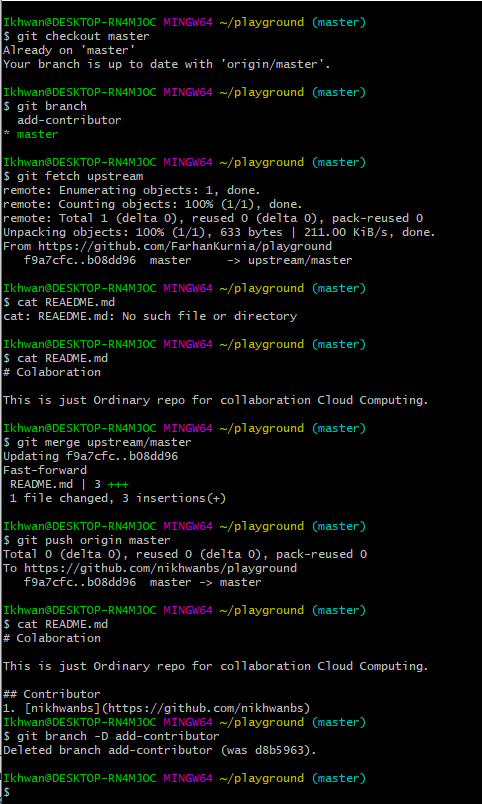 Ikhwan@DESKTOP-RN4MJOC MINGW64 ~/playground (master)
$ git checkout master
Already on 'master'
Your branch is up to date with 'origin/master'.
Ikhwan@DESKTOP-RN4MJOC MINGW64 ~/playground (master)
$ git branch
  add-contributor
* master
Ikhwan@DESKTOP-RN4MJOC MINGW64 ~/playground (master)
$ git fetch upstream
remote: Enumerating objects: 1, done.
remote: Counting objects: 100% (1/1), done.
remote: Total 1 (delta 0), reused 0 (delta 0), pack-reused 0
Unpacking objects: 100% (1/1), 633 bytes | 211.00 KiB/s, done.
From https://github.com/FarhanKurnia/playground
   f9a7cfc..b08dd96  master     -> upstream/master
Ikhwan@DESKTOP-RN4MJOC MINGW64 ~/playground (master)
$ cat REAEDME.md
cat: REAEDME.md: No such file or directory
Ikhwan@DESKTOP-RN4MJOC MINGW64 ~/playground (master)
$ cat README.md
# Colaboration
This is just Ordinary repo for collaboration Cloud Computing.
Ikhwan@DESKTOP-RN4MJOC MINGW64 ~/playground (master)
$ git merge upstream/master
Updating f9a7cfc..b08dd96
Fast-forward
 README.md | 3 +++
 1 file changed, 3 insertions(+)
Ikhwan@DESKTOP-RN4MJOC MINGW64 ~/playground (master)
$ git push origin master
Total 0 (delta 0), reused 0 (delta 0), pack-reused 0
To https://github.com/nikhwanbs/playground
   f9a7cfc..b08dd96  master -> master
Ikhwan@DESKTOP-RN4MJOC MINGW64 ~/playground (master)
$ cat README.md
# Colaboration
This is just Ordinary repo for collaboration Cloud Computing.
## Contributor
1. [nikhwanbs](https://github.com/nikhwanbs)
Ikhwan@DESKTOP-RN4MJOC MINGW64 ~/playground (master)
$ git branch -D add-contributor
Deleted branch add-contributor (was d8b5963).
Ikhwan@DESKTOP-RN4MJOC MINGW64 ~/playground (master)
$